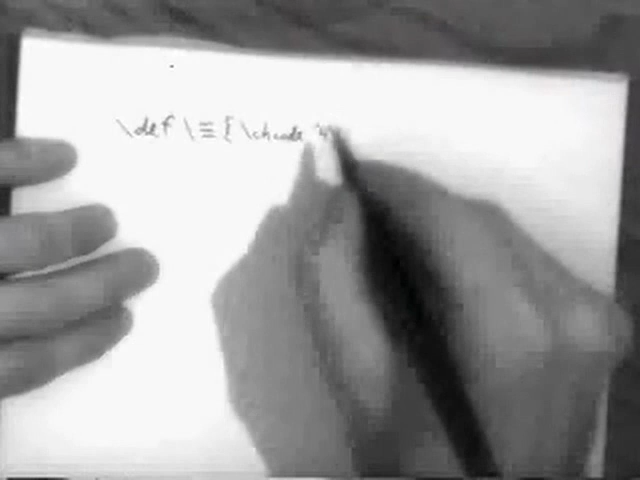 \def \≡ { \chcode